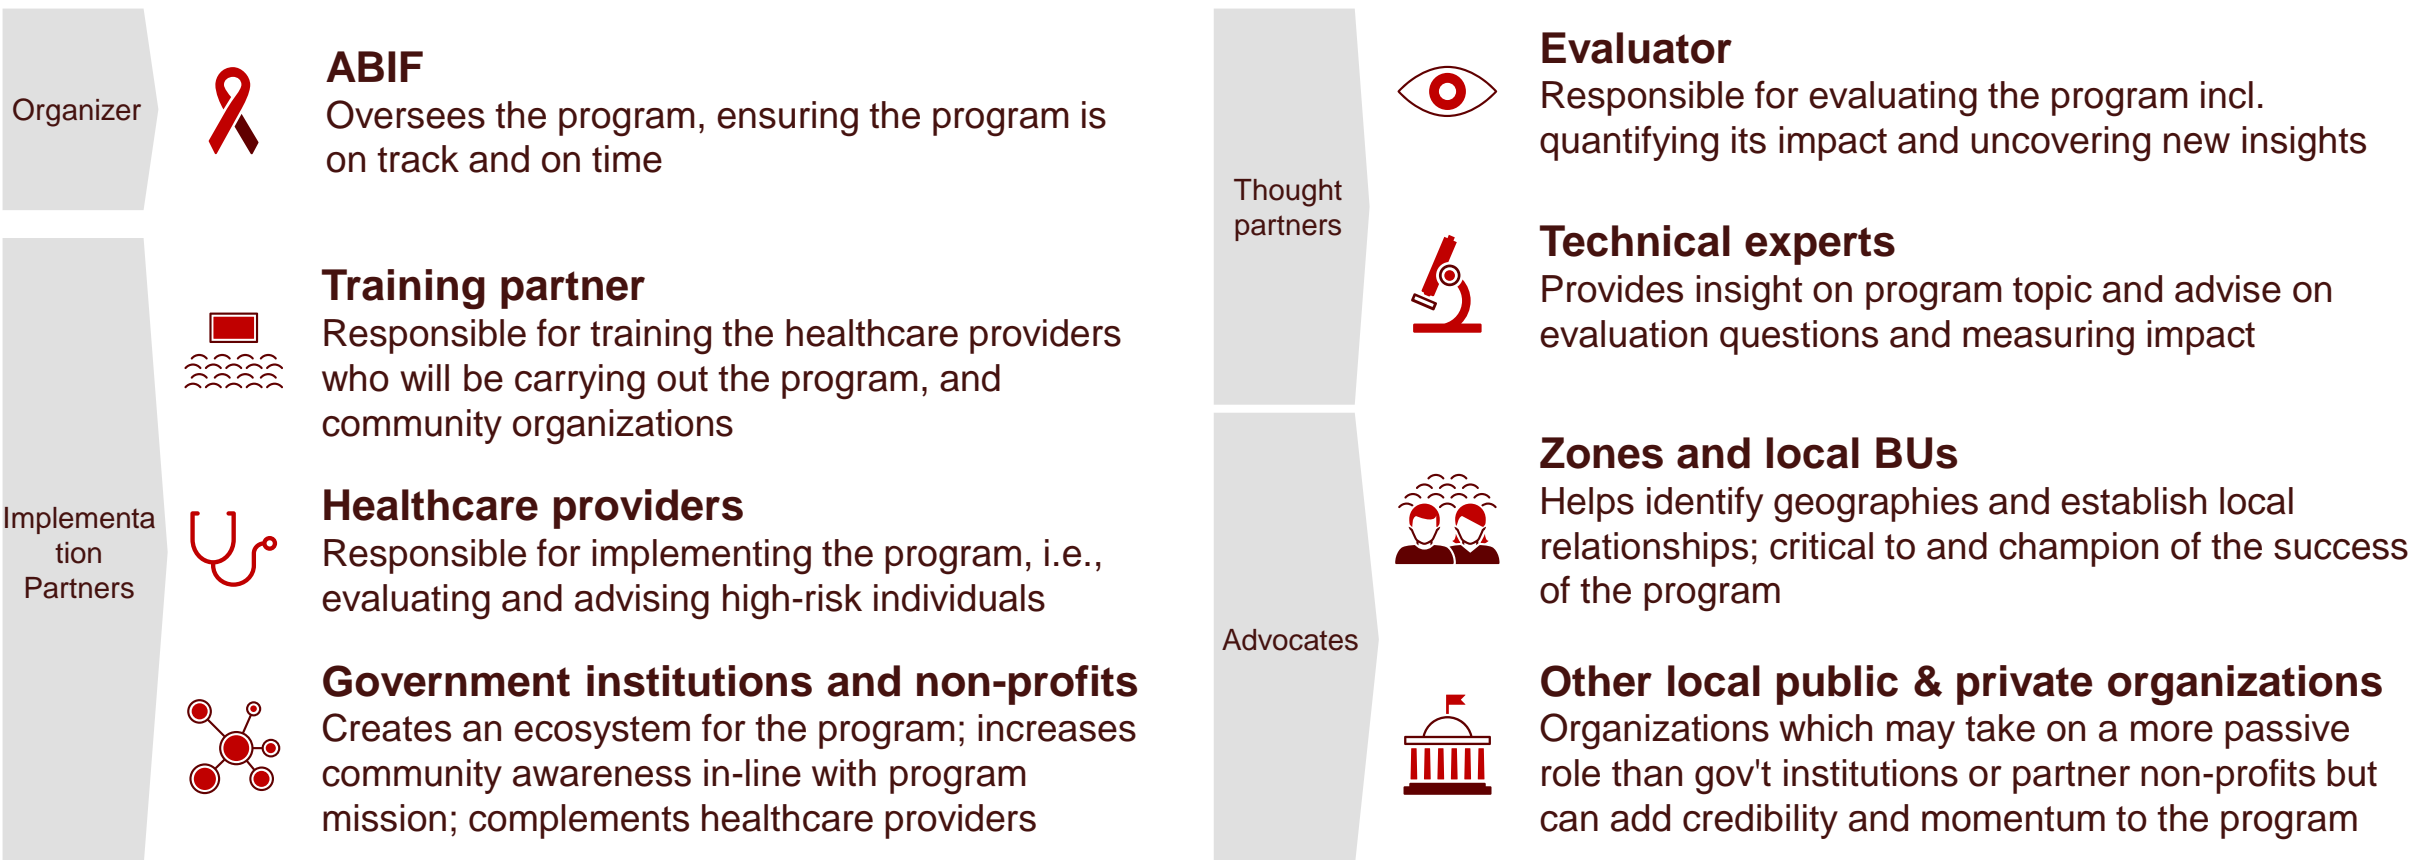 Organizer
ABIF
Oversees the program, ensuring the program is
on track and on time
Implementa
tion
Partners
Training partner
Responsible for training the healthcare providers
who will be carrying out the program, and
community organizations
Healthcare providers
Responsible for implementing the program, i.e.,
evaluating and advising high-risk individuals
Government institutions and non-profits
Creates an ecosystem for the program; increases
community awareness in-line with program
mission; complements healthcare providers
Thought
partners
Evaluator
Responsible for evaluating the program incl.
quantifying its impact and uncovering new insights
Technical experts
Provides insight on program topic and advise on
evaluation questions and measuring impact
Advocates
Zones and local BUs
Helps identify geographies and establish local
relationships; critical to and champion of the success
of the program
Other local public & private organizations
Organizations which may take on a more passive
role than gov't institutions or partner non-profits but
can add credibility and momentum to the program